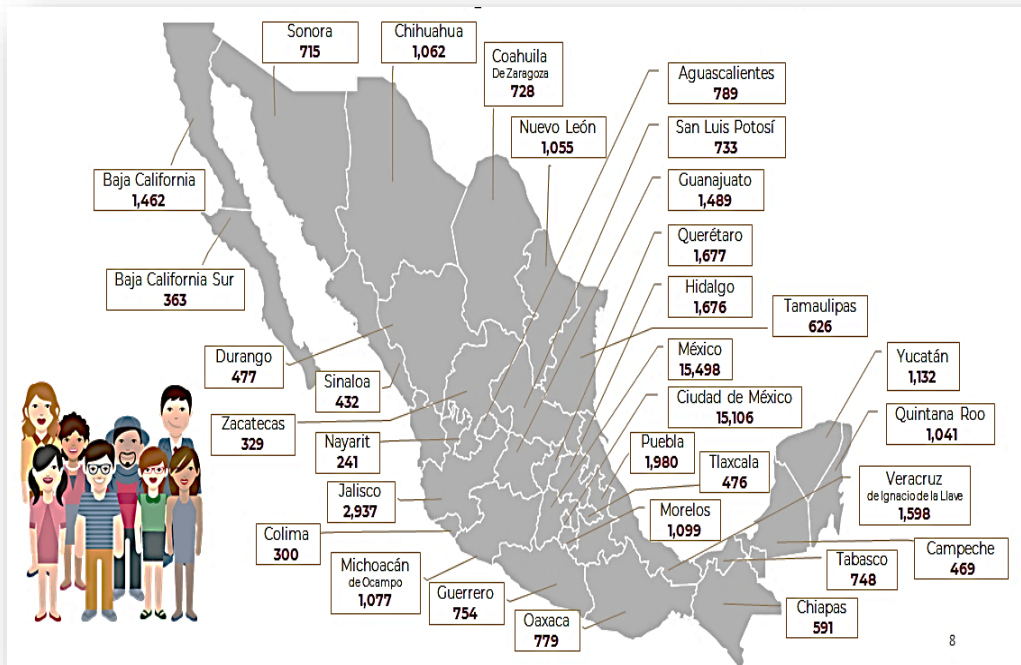 Sonora
715
Chihuahua
1,062
Coahuila
De Zaragoza
728
Aguascalientes
789
Nuevo León
1,055
San Luis Potosí
733
Baja California
1,462
Guanajuato
1,489
Querétaro
1,677
Baja California Sur
363
Hidalgo
1,676
Tamaulipas
626
Durango
477
México
15,498
Yucatán
1,132
Sinaloa
432
Ciudad de México
15,106
Quintana Roo
1,041
Zacatecas
329
Nayarit
241
Puebla
1,980
Tlaxcala
476
Veracruz
de Ignacio de la Llave
1,598
Jalisco
2,937
Morelos
1,099
Colima
300
Campeche
469
Michoacán
de Ocampo
1,077
Tabasco
748
Guerrero
754
Oaxaca
779
Chiapas
591
8